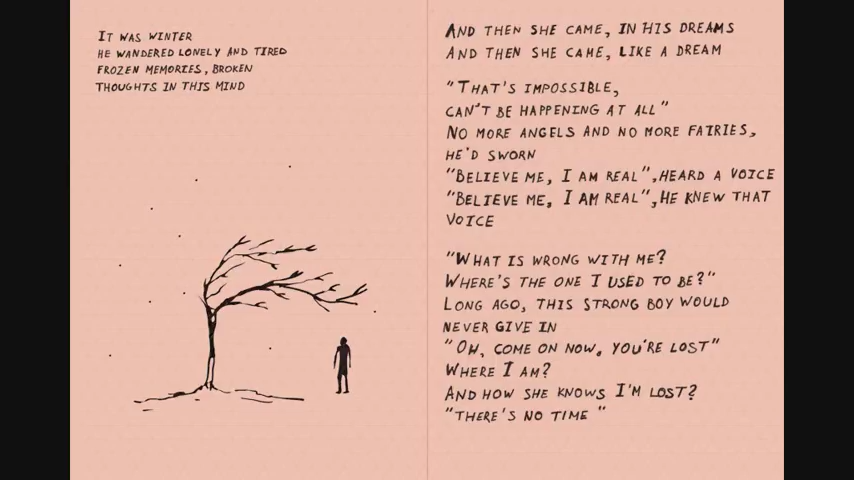 It was winter
He wandered lonely and tired
Frozen memories, broken
thoughts in this mind
And then she came, in his dreams
And then she came, like a dream
"That's impossible,
can't be happening at all"
No more angels and no more fairies,
he'd sworn
"Believe me, I am real", heard a voice
"Believe me, I am real", he knew that
voice
"What is wrong with me?
Where's the one I used to be?"
Long ago, this strong boy would
never give in
"Oh, come on now, you're lost"
Where I am?
And how she knows I'm lost?
"There's no time"